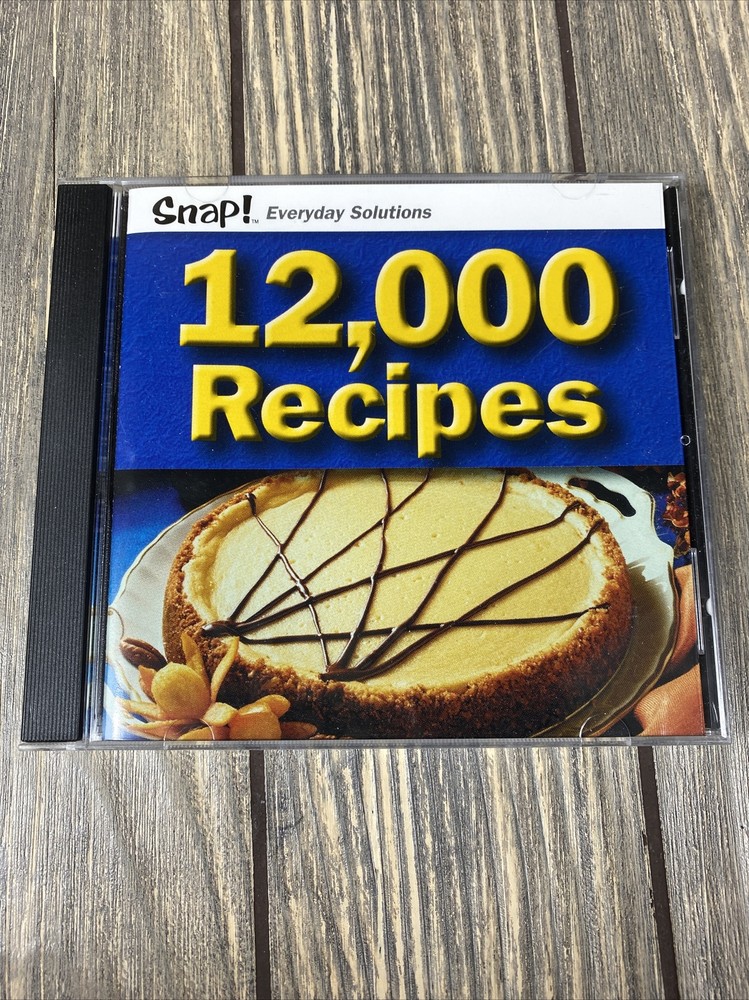 Snap!™ Everyday Solutions
12,000
Recipes